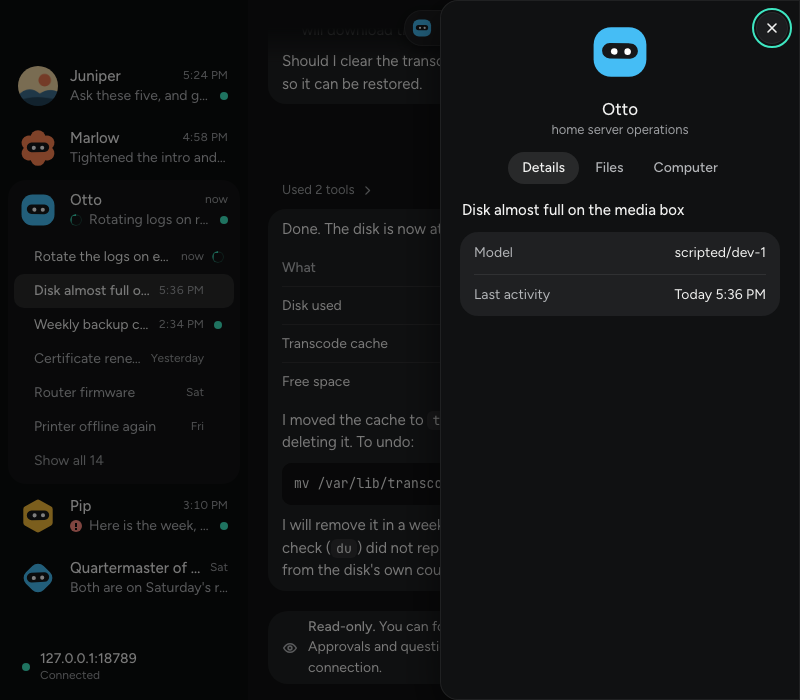 Juniper 5:24 PM
Ask these five, and g...
Marlow 4:58 PM
Tightened the intro and...
Otto now
Rotating logs on r...
Rotate the logs on e... now
Disk almost full o... 5:36 PM
Weekly backup c... 2:34 PM
Certificate rene... Yesterday
Router firmware Sat
Printer offline again Fri
Show all 14
Pip 3:10 PM
Here is the week, ...
Quartermaster of ... Sat
Both are on Saturday's r...
127.0.0.1:18789
Connected
will download t
Should I clear the transc
so it can be restored.
Used 2 tools
Done. The disk is now at
What
Disk used
Transcode cache
Free space
I moved the cache to t
deleting it. To undo:
mv /var/lib/transco
I will remove it in a week
check (du) did not rep
from the disk's own cou
Read-only. You can fo
Approvals and questi
connection.
Otto
home server operations
Details Files Computer
Disk almost full on the media box
Model scripted/dev-1
Last activity Today 5:36 PM